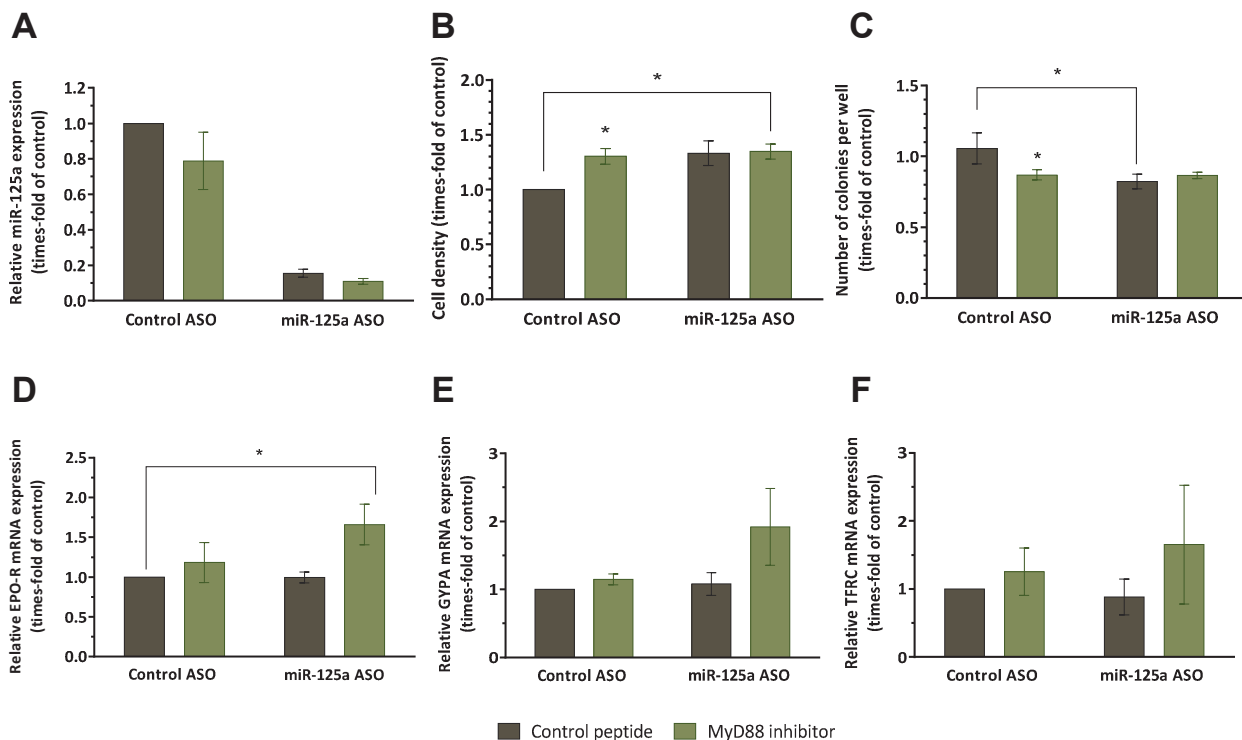 A
Relative miR-125a expression
(times-fold of control)
1.2
1.0
0.8
0.6
0.4
0.2
0.0
Control ASO
miR-125a ASO
B
Cell density (times-fold of control)
2.0
1.5
1.0
0.5
0.0
*
*
Control ASO
miR-125a ASO
C
Number of colonies per well
(times-fold of control)
1.5
1.0
0.5
0.0
*
*
Control ASO
miR-125a ASO
D
Relative EPO-R mRNA expression
(times-fold of control)
2.5
2.0
1.5
1.0
0.5
0.0
*
Control ASO
miR-125a ASO
E
Relative GYPA mRNA expression
(times-fold of control)
3
2
1
0
Control ASO
miR-125a ASO
F
Relative TFRC mRNA expression
(times-fold of control)
3
2
1
0
Control ASO
miR-125a ASO
Control peptide
MyD88 inhibitor